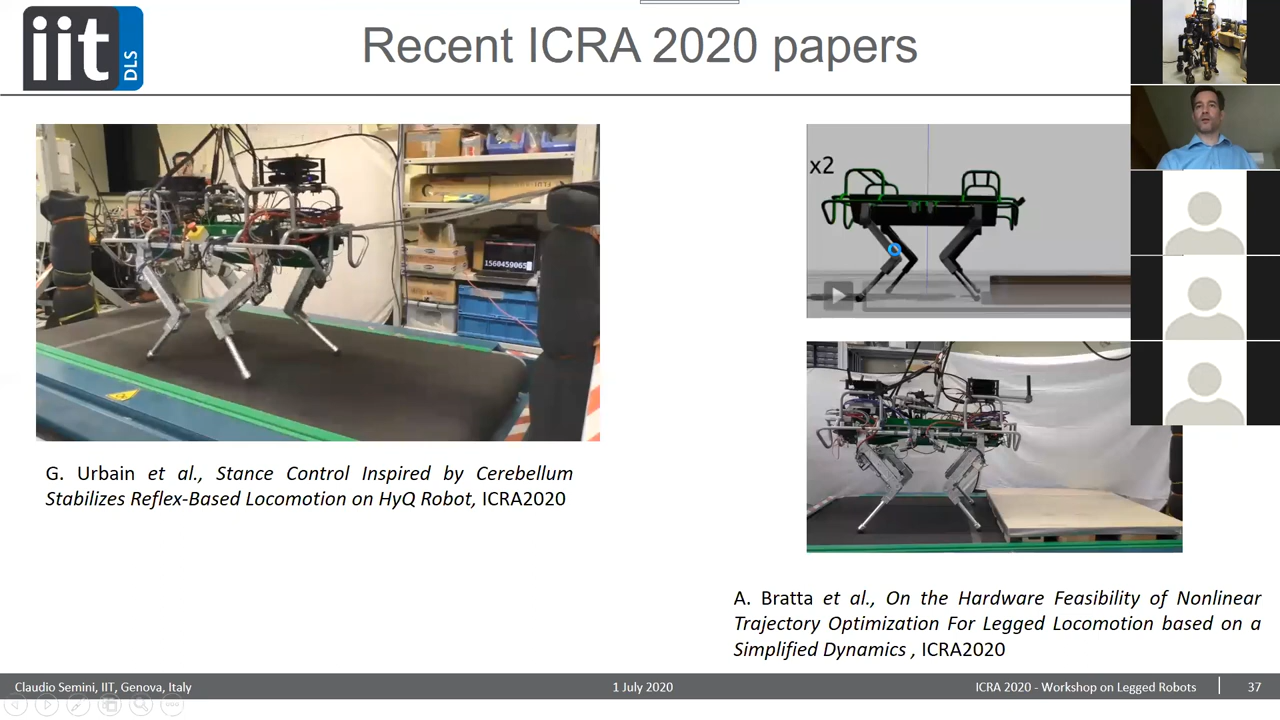 iit
DLS
Recent ICRA 2020 papers
x2
1560459065
G. Urbain et al., Stance Control Inspired by Cerebellum
Stabilizes Reflex-Based Locomotion on HyQ Robot, ICRA2020
A. Bratta et al., On the Hardware Feasibility of Nonlinear
Trajectory Optimization For Legged Locomotion based on a
Simplified Dynamics , ICRA2020
Claudio Semini, IIT, Genova, Italy
1 July 2020
ICRA 2020 - Workshop on Legged Robots
37